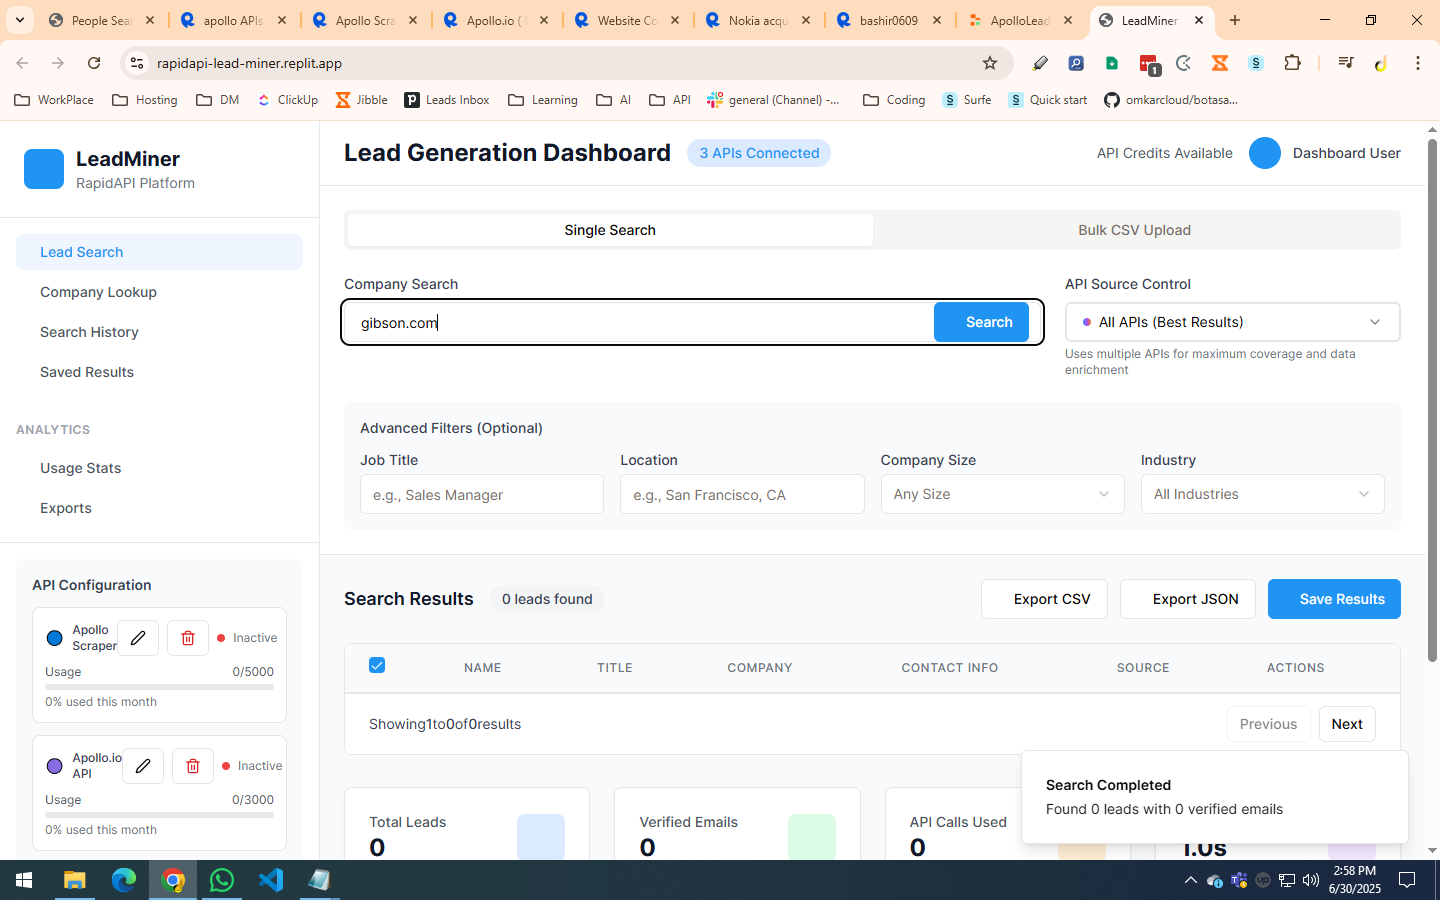 People Sea
apollo APIs
Apollo Scra
Apollo.io (
Website Co
Nokia acqu
bashir0609
ApolloLead
LeadMiner
rapidapi-lead-miner.replit.app
1
WorkPlace
Hosting
DM
ClickUp
Jibble
Leads Inbox
Learning
AI
API
general (Channel) -...
Coding
Surfe
Quick start
omkarcloud/botasa...
LeadMiner
RapidAPI Platform
Lead Search
Company Lookup
Search History
Saved Results
ANALYTICS
Usage Stats
Exports
API Configuration
Apollo
Scraper
Inactive
Usage 0/5000
0% used this month
Apollo.io
API
Inactive
Usage 0/3000
0% used this month
Lead Generation Dashboard
3 APIs Connected
API Credits Available
Dashboard User
Single Search
Bulk CSV Upload
Company Search
gibson.com
Search
API Source Control
All APIs (Best Results)
Uses multiple APIs for maximum coverage and data
enrichment
Advanced Filters (Optional)
Job Title
e.g., Sales Manager
Location
e.g., San Francisco, CA
Company Size
Any Size
Industry
All Industries
Search Results
0 leads found
Export CSV
Export JSON
Save Results
NAME TITLE COMPANY CONTACT INFO SOURCE ACTIONS
Showing1to0of0results
Previous
Next
Total Leads
0
Verified Emails
0
API Calls Used
0
1.0s
Search Completed
Found 0 leads with 0 verified emails
2:58 PM
6/30/2025